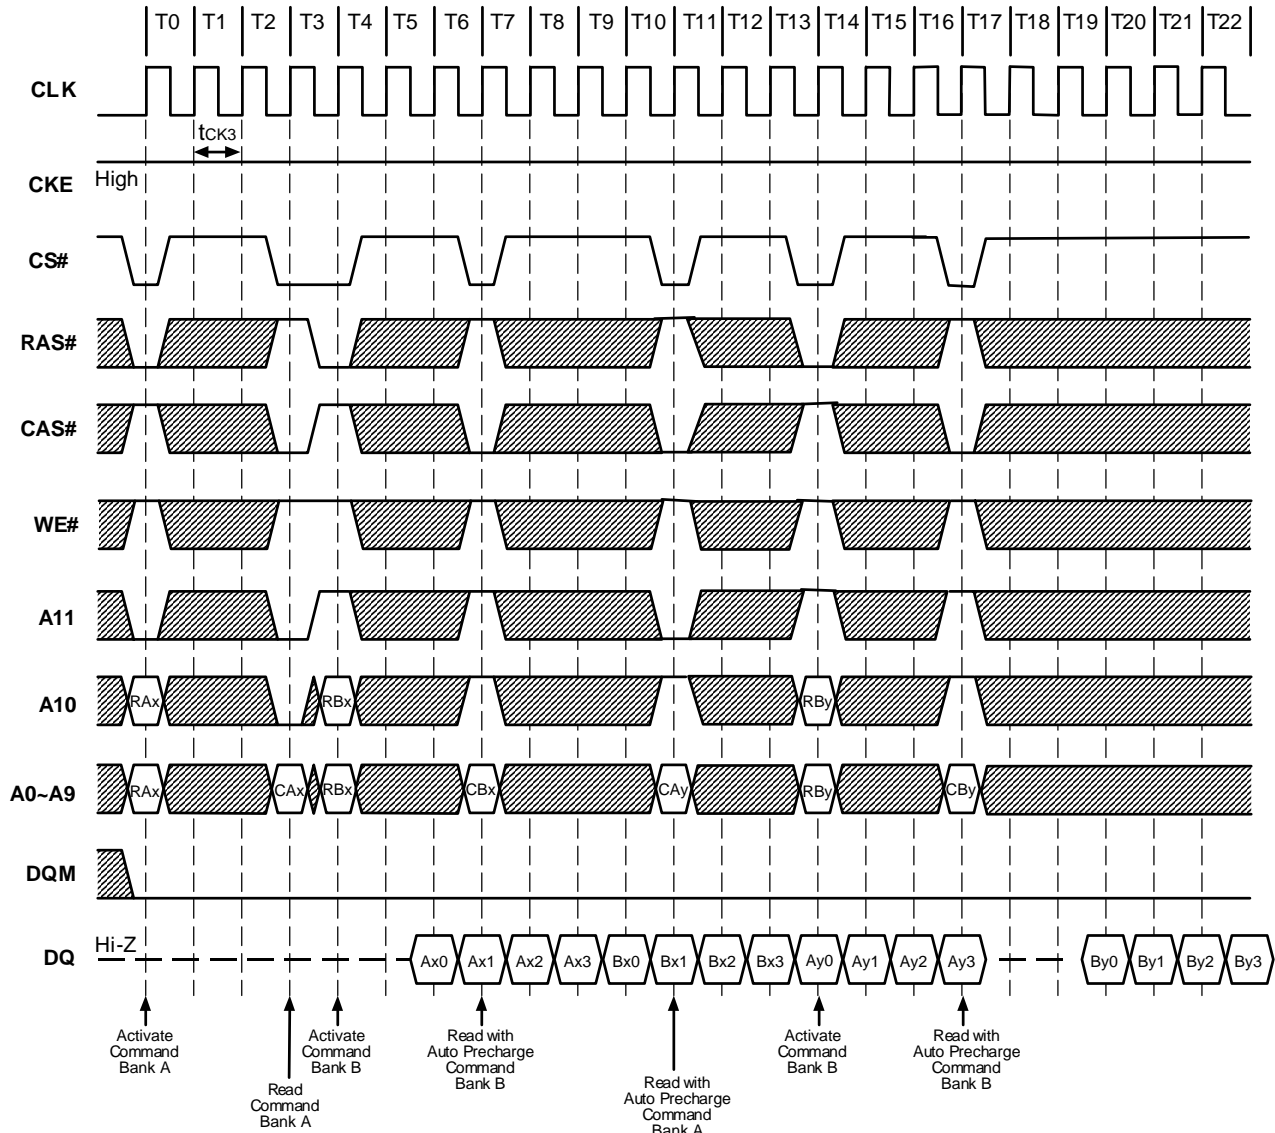 T0 T1 T2 T3 T4 T5 T6 T7 T8 T9 T10 T11 T12 T13 T14 T15 T16 T17 T18 T19 T20 T21 T22
CLK
tCK3
CKE High
CS#
RAS#
CAS#
WE#
A11
A10 RAx RBx RBy
A0~A9 RAx CAx RBx CBx CAy RBy CBy
DQM
DQ Hi-Z Ax0 Ax1 Ax2 Ax3 Bx0 Bx1 Bx2 Bx3 Ay0 Ay1 Ay2 Ay3 By0 By1 By2 By3
Activate
Command
Bank A
Read
Command
Bank A
Activate
Command
Bank B
Read with
Auto Precharge
Command
Bank B
Read with
Auto Precharge
Command
Bank A
Activate
Command
Bank B
Read with
Auto Precharge
Command
Bank B